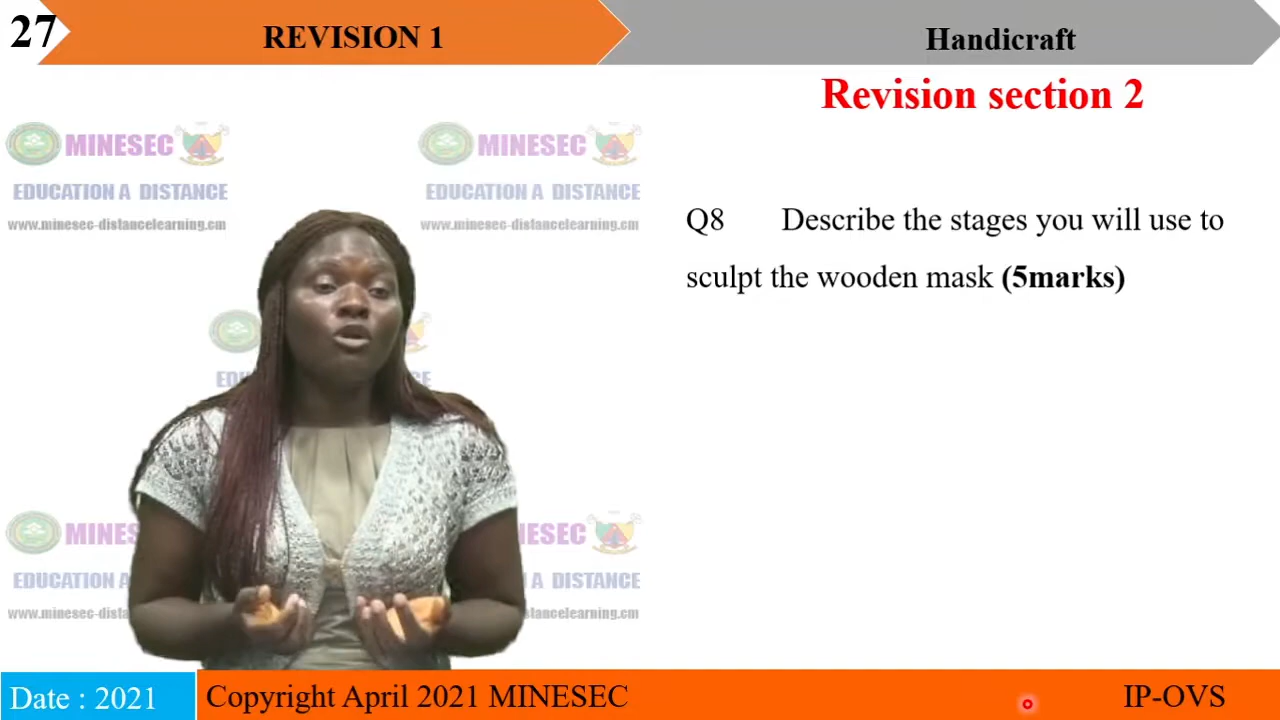 27
REVISION 1
Handicraft
Revision section 2
MINESEC
EDUCATION A DISTANCE
www.minesec-distancelearning.cm
MINESEC
EDUCATION A DISTANCE
www.minesec-distancelearning.cm
Q8 Describe the stages you will use to
sculpt the wooden mask (5marks)
EDUCATION A
DISTANCE
Date : 2021
Copyright April 2021 MINESEC
IP-OVS